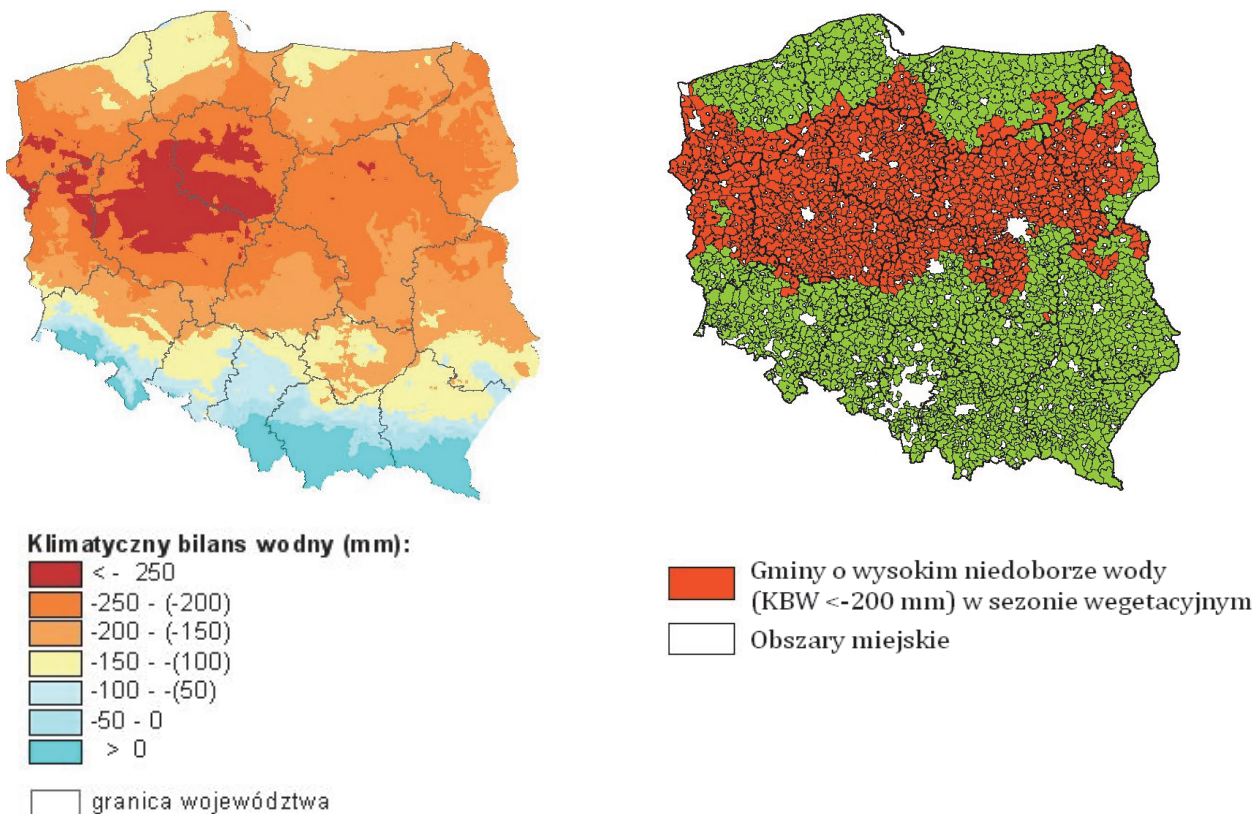 Klimatyczny bilans wodny (mm):
< - 250
-250 - (-200)
-200 - (-150)
-150 - -(100)
-100 - -(50)
-50 - 0
> 0
granica województwa
Gminy o wysokim niedoborze wody
(KBW <-200 mm) w sezonie wegetacyjnym
Obszary miejskie